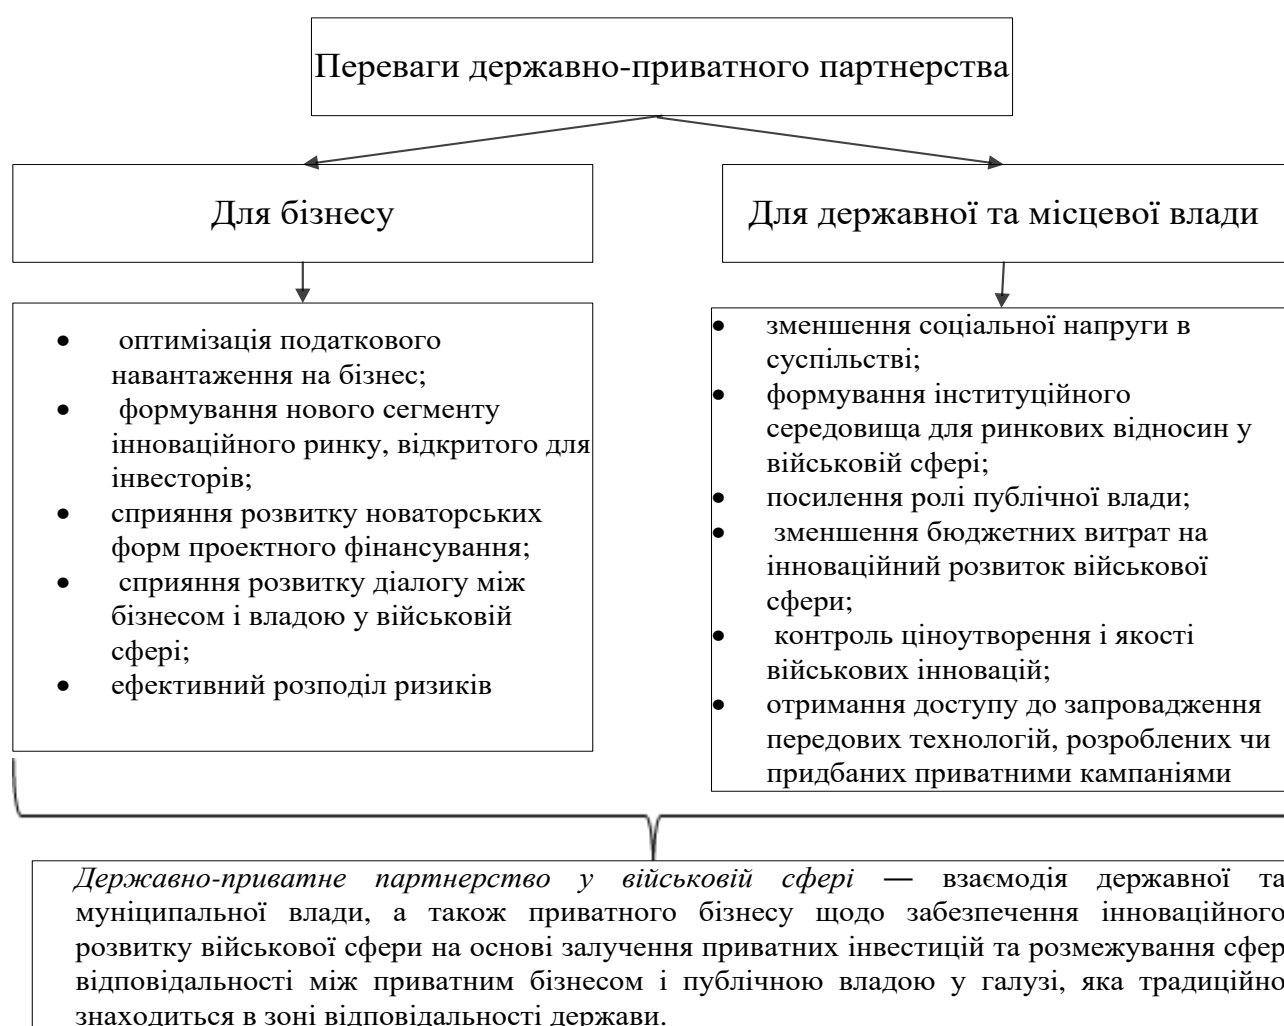 Переваги державно-приватного партнерства
Для бізнесу
Для державної та місцевої влади
• оптимізація податкового
навантаження на бізнес;
• формування нового сегменту
інноваційного ринку, відкритого для
інвесторів;
• сприяння розвитку новаторських
форм проектного фінансування;
• сприяння розвитку діалогу між
бізнесом і владою у військовій
сфері;
• ефективний розподіл ризиків
• зменшення соціальної напруги в
суспільстві;
• формування інституційного
середовища для ринкових відносин у
військовій сфері;
• посилення ролі публічної влади;
• зменшення бюджетних витрат на
інноваційний розвиток військової
сфери;
• контроль ціноутворення і якості
військових інновацій;
• отримання доступу до запровадження
передових технологій, розроблених чи
придбаних приватними кампаніями
Державно-приватне партнерство у військовій сфері — взаємодія державної та
муніципальної влади, а також приватного бізнесу щодо забезпечення інноваційного
розвитку військової сфери на основі залучення приватних інвестицій та розмежування сфер
відповідальності між приватним бізнесом і публічною владою у галузі, яка традиційно
знаходиться в зоні відповідальності держави.